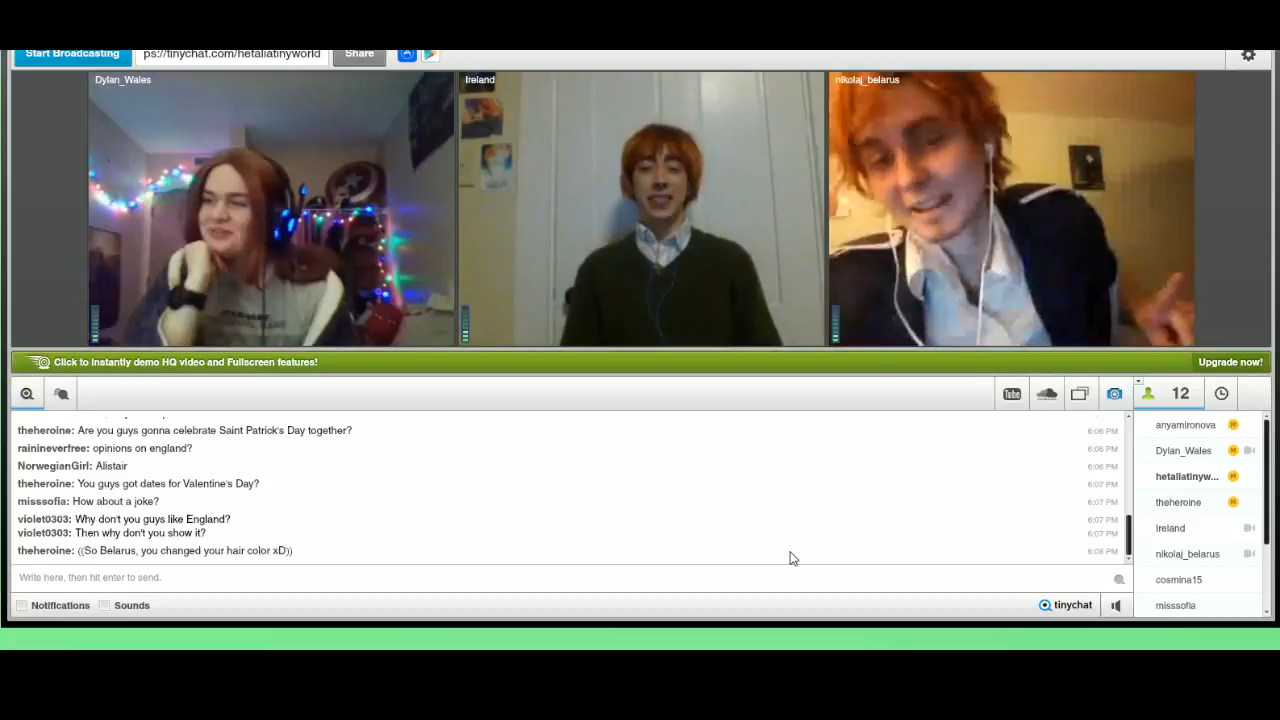 Start Broadcasting ps://tinychat.com/hetaliatinyworld Share
Dylan_Wales
Ireland
nikolaj_belarus
Click to instantly demo HQ video and Fullscreen features! Upgrade now!
You Tube
12
theheroine: Are you guys gonna celebrate Saint Patrick's Day together? 6:06 PM
rainineverfree: opinions on england? 6:06 PM
NorwegianGirl: Alistair 6:06 PM
theheroine: You guys got dates for Valentine's Day? 6:07 PM
misssofia: How about a joke? 6:07 PM
violet0303: Why don't you guys like England? 6:07 PM
violet0303: Then why don't you show it? 6:07 PM
theheroine: ((So Belarus, you changed your hair color xD)) 6:08 PM
Write here, then hit enter to send.
Notifications Sounds tinychat
anyamironova M
Dylan_Wales M
hetaliatinyw... M
theheroine M
Ireland
nikolaj_belarus
cosmina15
misssofia